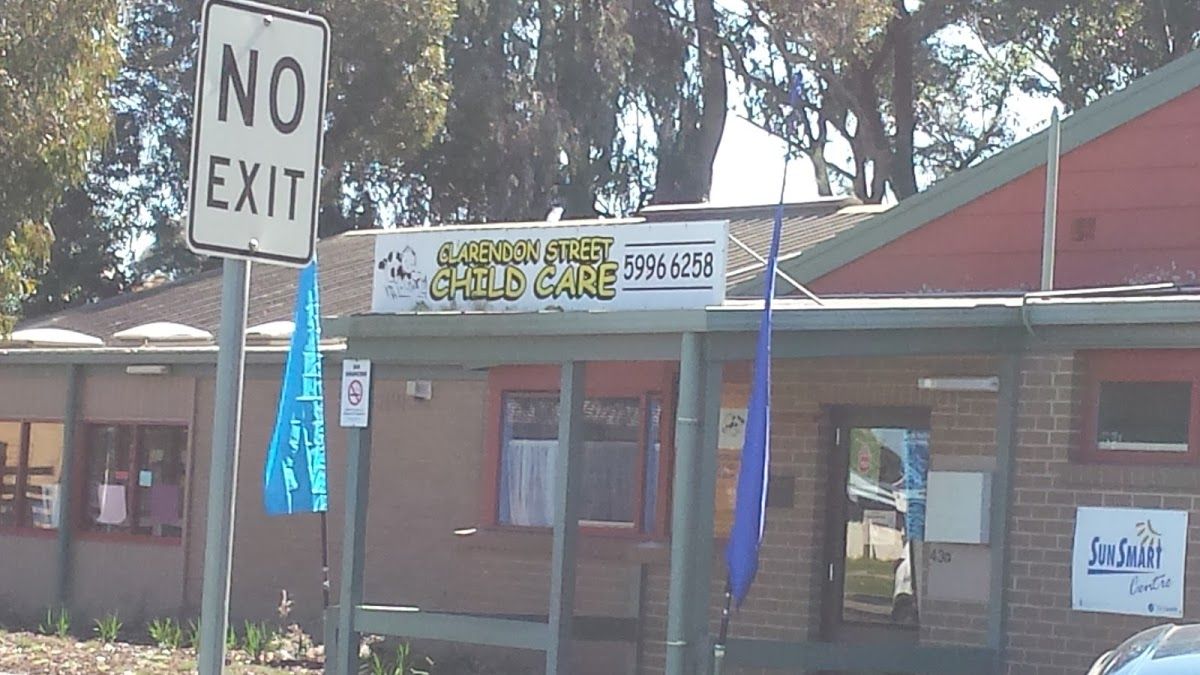 NO
EXIT
CLARENDON STREET
CHILD CARE
5996 6258
43a
SUNSMART
Centre